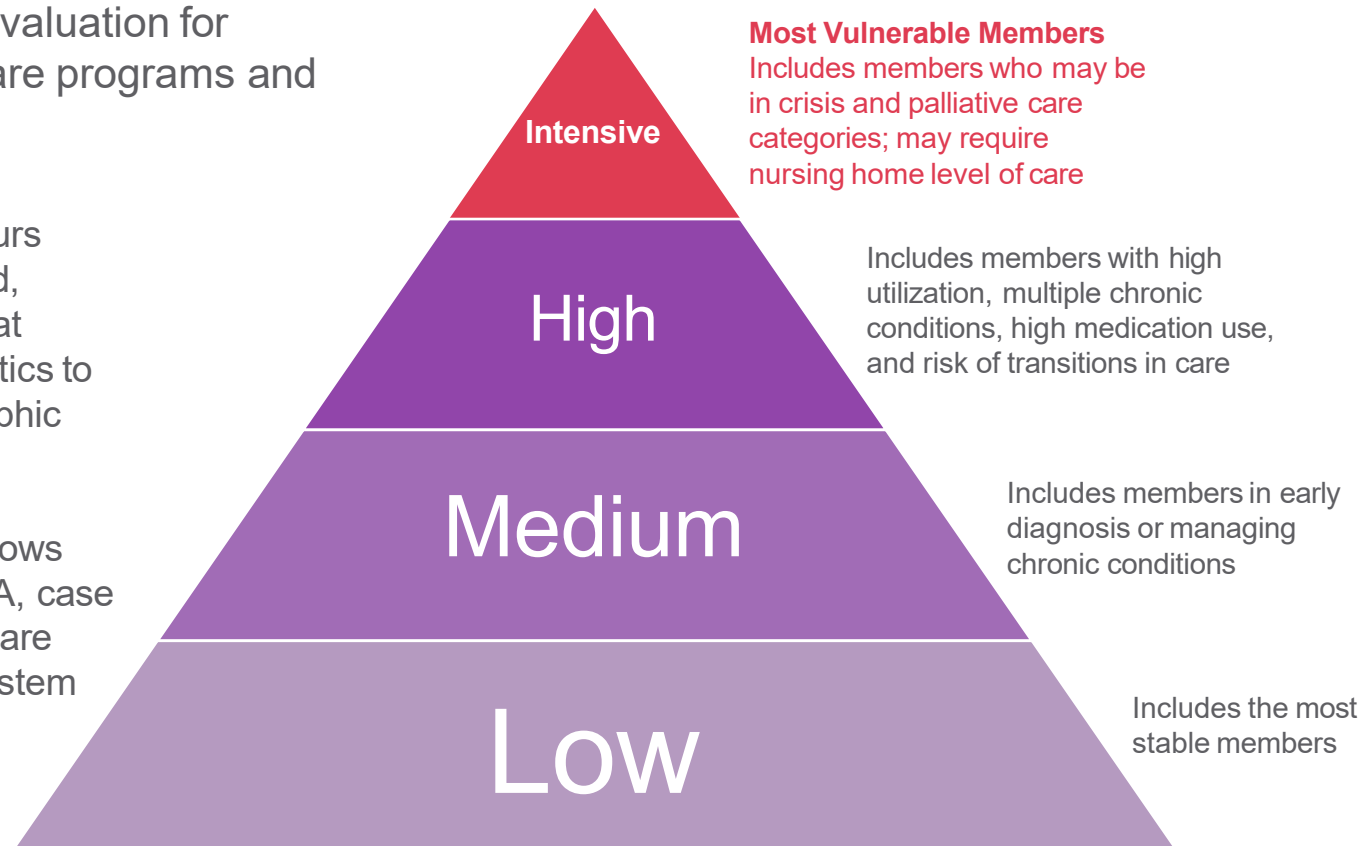 valuation for
are programs and
urs
d,
at
tics to
phic
ows
A, case
are
stem
Intensive
High
Medium
Low
Most Vulnerable Members
Includes members who may be
in crisis and palliative care
categories; may require
nursing home level of care
Includes members with high
utilization, multiple chronic
conditions, high medication use,
and risk of transitions in care
Includes members in early
diagnosis or managing
chronic conditions
Includes the most
stable members